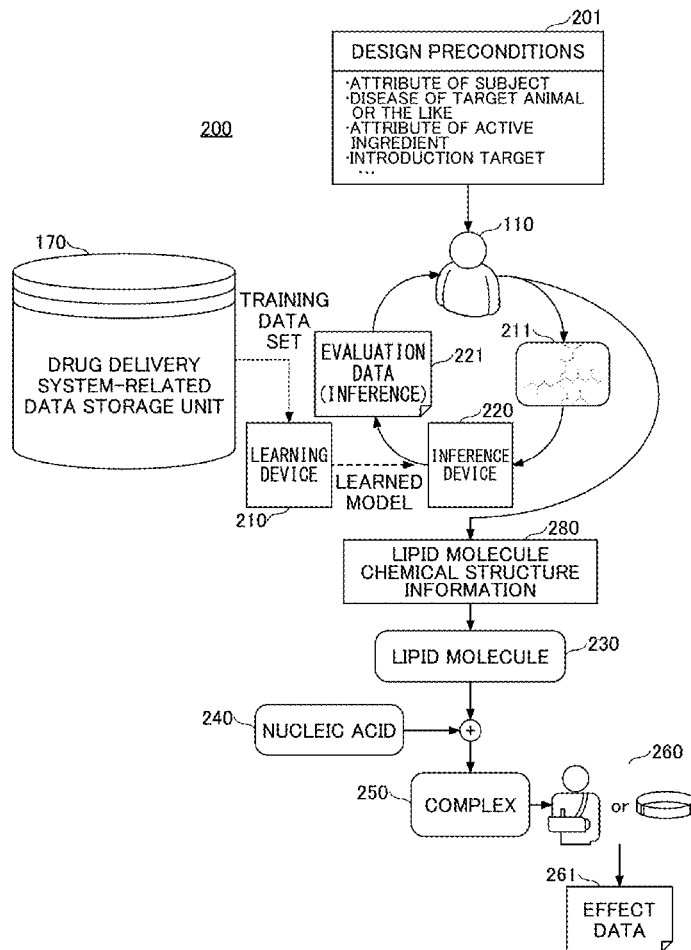 201
DESIGN PRECONDITIONS
·ATTRIBUTE OF SUBJECT
·DISEASE OF TARGET ANIMAL
OR THE LIKE
·ATTRIBUTE OF ACTIVE
INGREDIENT
·INTRODUCTION TARGET
…
200
110
170
TRAINING
DATA
SET
DRUG DELIVERY
SYSTEM-RELATED
DATA STORAGE UNIT
EVALUATION
DATA
(INFERENCE)
221
211
220
LEARNING
DEVICE
210
LEARNED
MODEL
INFERENCE
DEVICE
280
LIPID MOLECULE
CHEMICAL STRUCTURE
INFORMATION
LIPID MOLECULE
230
240
NUCLEIC ACID
+
250
COMPLEX
260
or
261
EFFECT
DATA